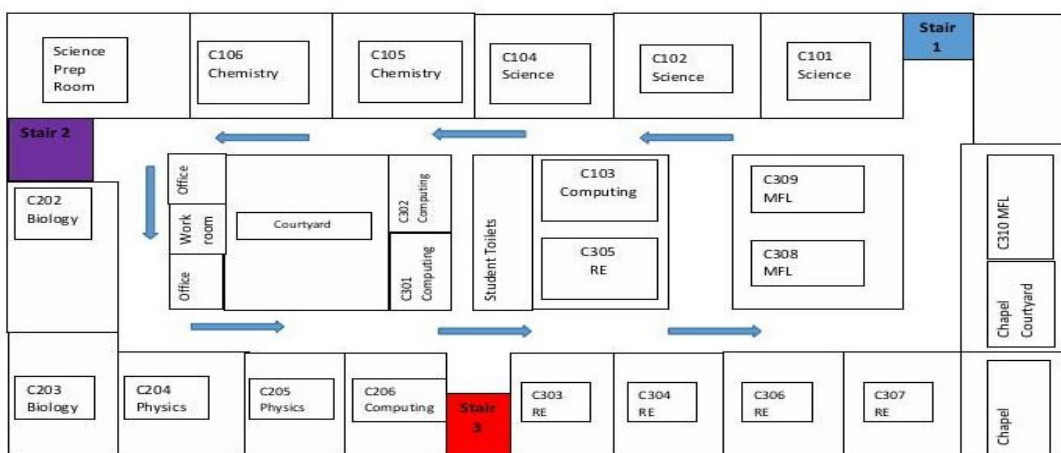 Stair
1
Science
Prep
Room
C106
Chemistry
C105
Chemistry
C104
Science
C102
Science
C101
Science
Stair 2
C202
Biology
Office
Work
room
Office
Courtyard
C302
Computing
C301
Computing
Student Toilets
C103
Computing
C305
RE
C309
MFL
C308
MFL
C310 MFL
Chapel
Courtyard
C203
Biology
C204
Physics
C205
Physics
C206
Computing
Stair
3
C303
RE
C304
RE
C306
RE
C307
RE
Chapel